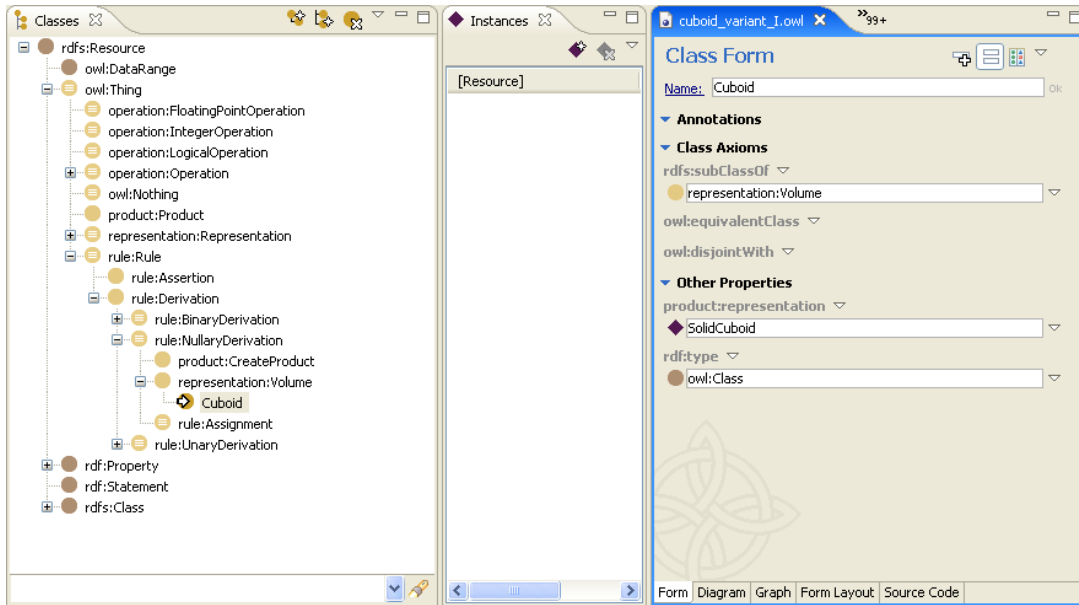 Classes
rdfs:Resource
owl:DataRange
owl:Thing
operation:FloatingPointOperation
operation:IntegerOperation
operation:LogicalOperation
operation:Operation
owl:Nothing
product:Product
representation:Representation
rule:Rule
rule:Assertion
rule:Derivation
rule:BinaryDerivation
rule:NullaryDerivation
product:CreateProduct
representation:Volume
Cuboid
rule:Assignment
rule:UnaryDerivation
rdf:Property
rdf:Statement
rdfs:Class
Instances
[Resource]
cuboid_variant_I.owl
»99+
Class Form
Name: Cuboid Ok
Annotations
Class Axioms
rdfs:subClassOf
representation:Volume
owl:equivalentClass
owl:disjointWith
Other Properties
product:representation
SolidCuboid
rdf:type
owl:Class
Form Diagram Graph Form Layout Source Code